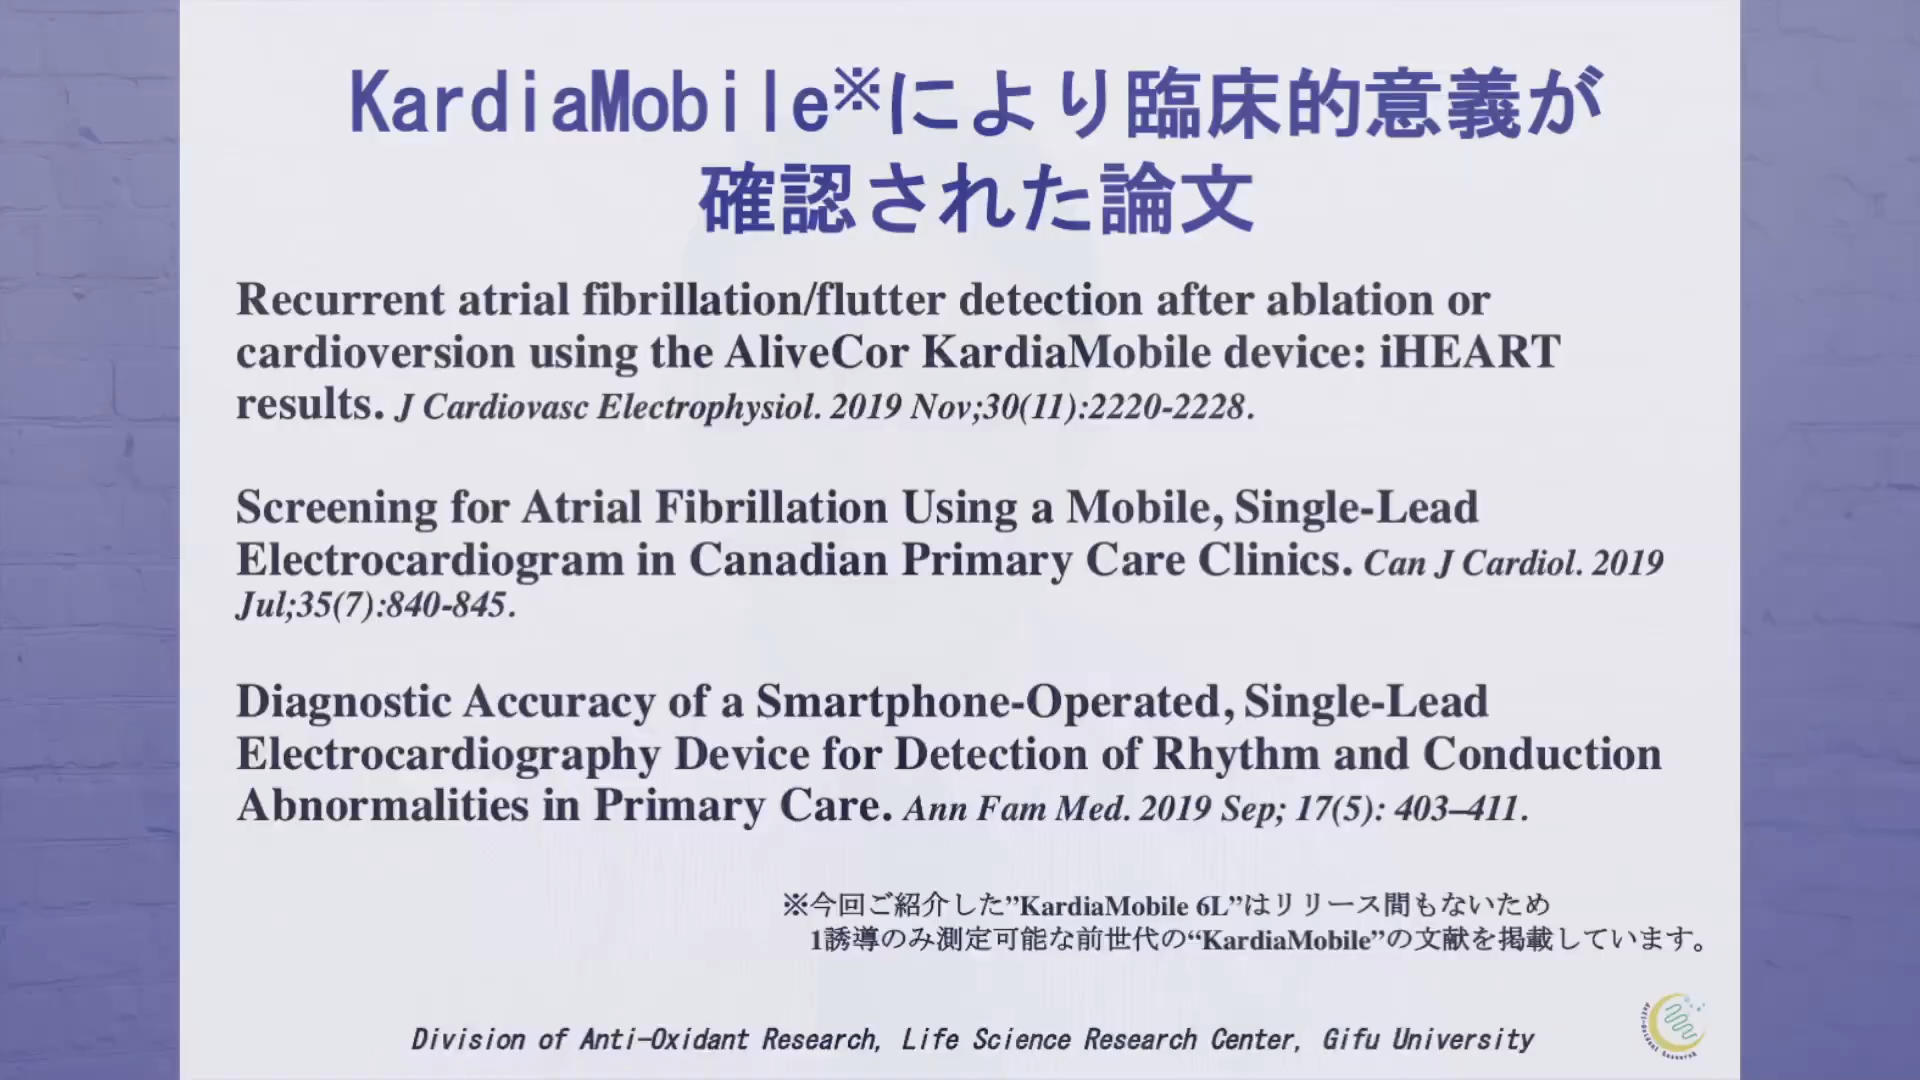 KardiaMobile※により臨床的意義が
確認された論文
Recurrent atrial fibrillation/flutter detection after ablation or
cardioversion using the AliveCor KardiaMobile device: iHEART
results. J Cardiovasc Electrophysiol. 2019 Nov;30(11):2220-2228.
Screening for Atrial Fibrillation Using a Mobile, Single-Lead
Electrocardiogram in Canadian Primary Care Clinics. Can J Cardiol. 2019
Jul;35(7):840-845.
Diagnostic Accuracy of a Smartphone-Operated, Single-Lead
Electrocardiography Device for Detection of Rhythm and Conduction
Abnormalities in Primary Care. Ann Fam Med. 2019 Sep; 17(5): 403–411.
※今回ご紹介した”KardiaMobile 6L”はリリース間もないため
1誘導のみ測定可能な前世代の“KardiaMobile”の文献を掲載しています。
Division of Anti-Oxidant Research, Life Science Research Center, Gifu University